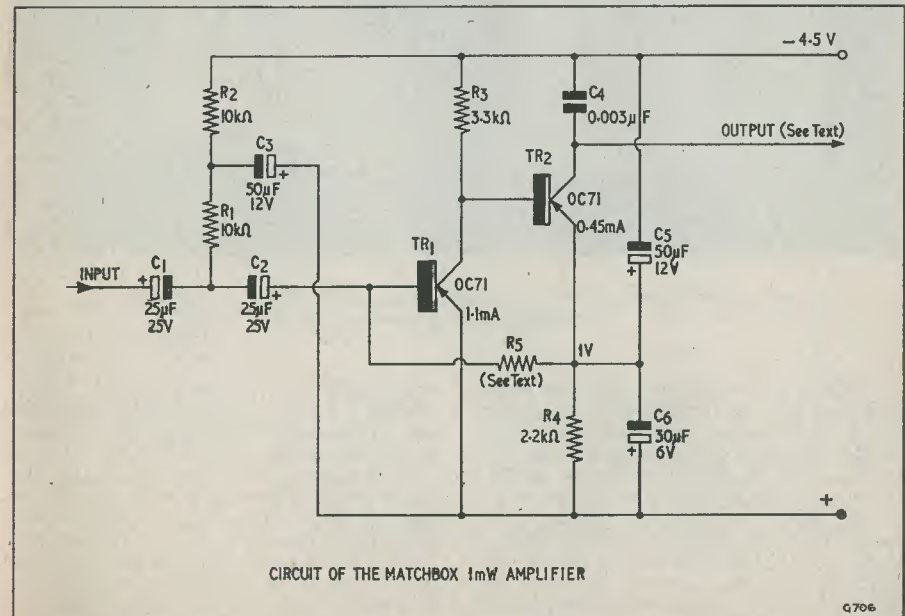 – 4·5 V
R2
10kΩ
C3
+
50μF
12V
R1
10kΩ
INPUT
+
C1
25μF
25V
C2
+
25μF
25V
R3
3·3kΩ
TR1
OC71
1·1mA
C4
0·003μF
OUTPUT (See Text)
TR2
OC71
0·45mA
C5
50μF
12V
+
R5
(See Text)
1V
R4
2·2kΩ
C6
30μF
6V
+
+
CIRCUIT OF THE MATCHBOX 1mW AMPLIFIER
G706